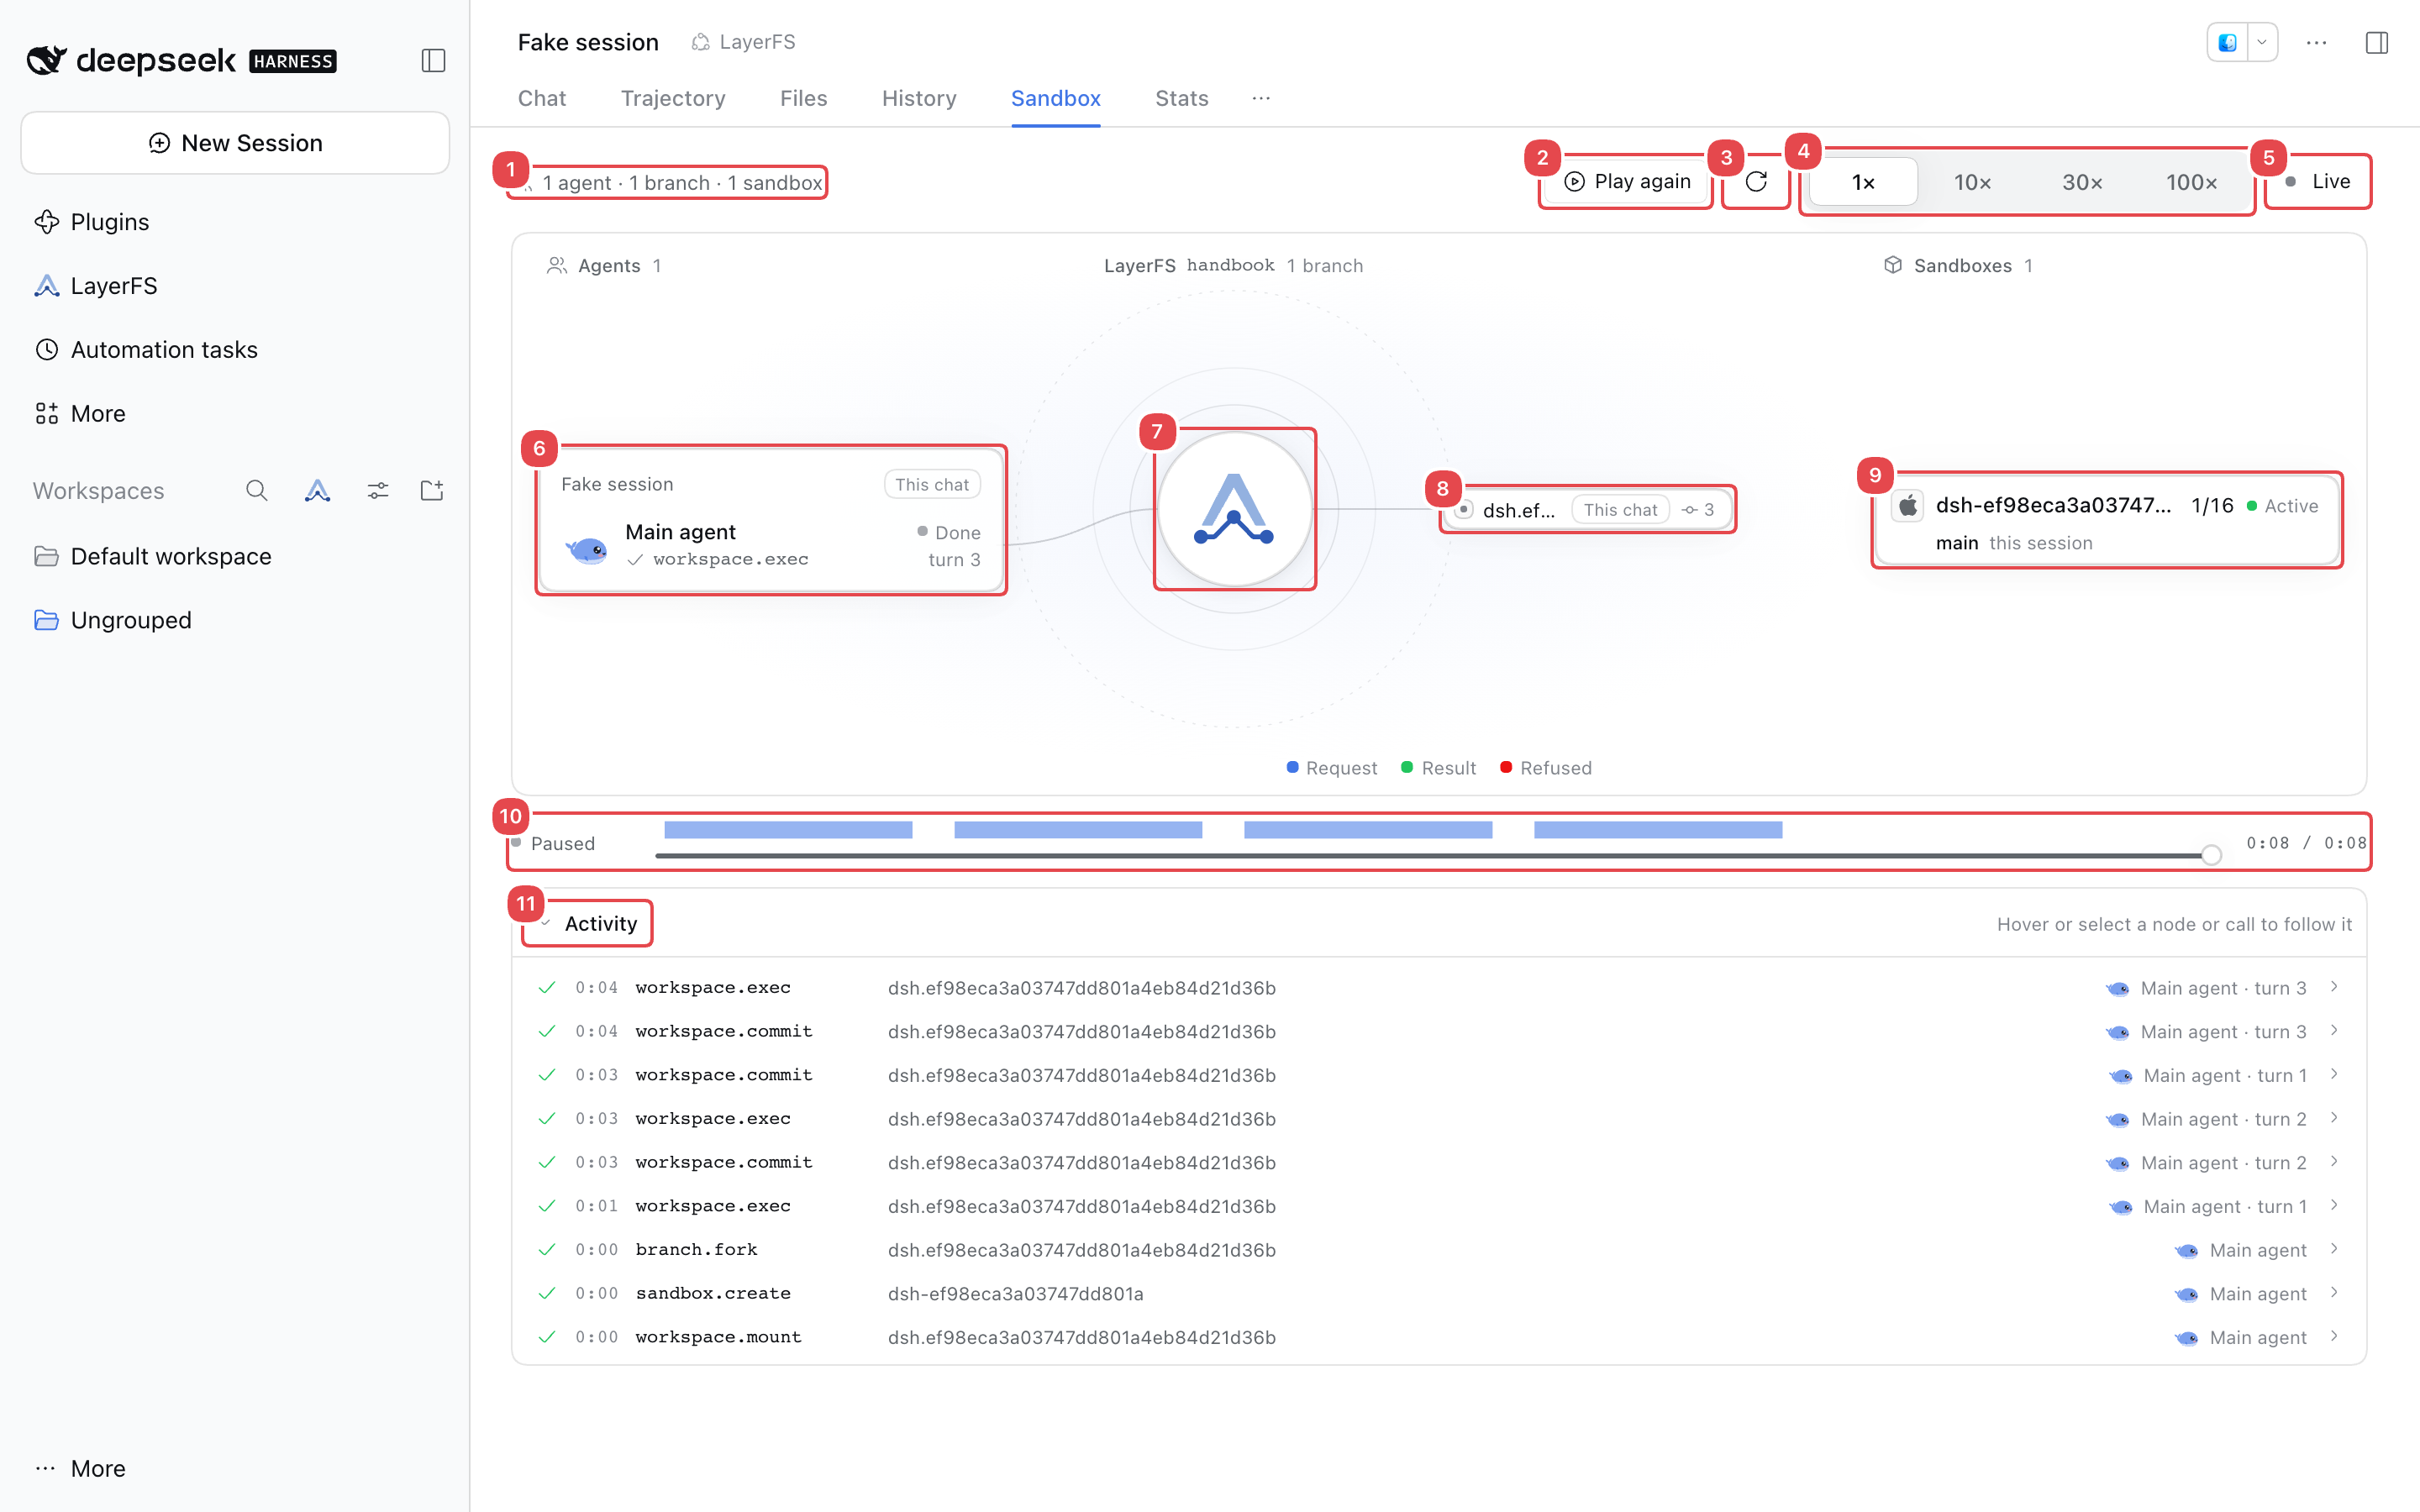 deepseek HARNESS
New Session
Plugins
LayerFS
Automation tasks
More
Workspaces
Default workspace
Ungrouped
More
Fake session LayerFS
Chat Trajectory Files History Sandbox Stats
1 1 agent · 1 branch · 1 sandbox
2 Play again
3
4 1× 10× 30× 100×
5 Live
Agents 1
LayerFS handbook 1 branch
Sandboxes 1
6
Fake session This chat
Main agent Done
workspace.exec turn 3
7
8
dsh.ef... This chat 3
9
dsh-ef98eca3a03747... 1/16 Active
main this session
Request Result Refused
10
Paused 0:08 / 0:08
11
Activity Hover or select a node or call to follow it
0:04 workspace.exec dsh.ef98eca3a03747dd801a4eb84d21d36b Main agent · turn 3
0:04 workspace.commit dsh.ef98eca3a03747dd801a4eb84d21d36b Main agent · turn 3
0:03 workspace.commit dsh.ef98eca3a03747dd801a4eb84d21d36b Main agent · turn 1
0:03 workspace.exec dsh.ef98eca3a03747dd801a4eb84d21d36b Main agent · turn 2
0:03 workspace.commit dsh.ef98eca3a03747dd801a4eb84d21d36b Main agent · turn 2
0:01 workspace.exec dsh.ef98eca3a03747dd801a4eb84d21d36b Main agent · turn 1
0:00 branch.fork dsh.ef98eca3a03747dd801a4eb84d21d36b Main agent
0:00 sandbox.create dsh-ef98eca3a03747dd801a Main agent
0:00 workspace.mount dsh.ef98eca3a03747dd801a4eb84d21d36b Main agent